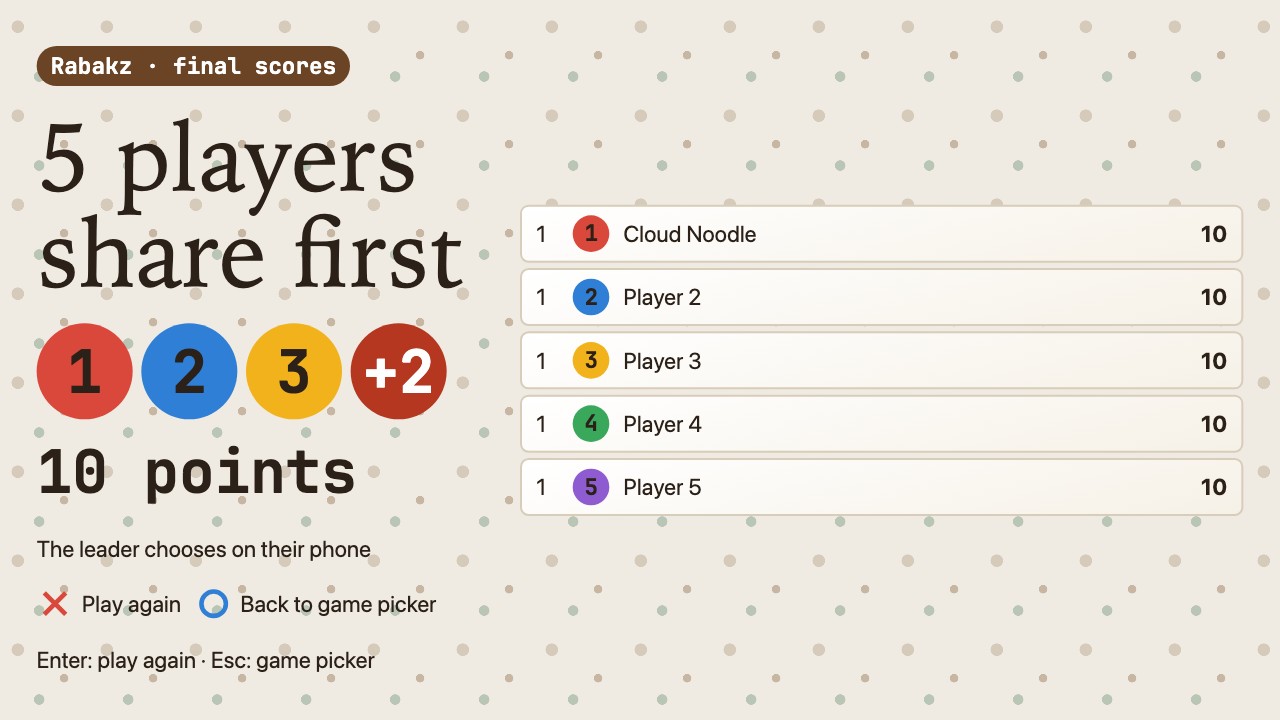 Rabakz · final scores
5 players
share first
1 2 3 +2
10 points
The leader chooses on their phone
Play again Back to game picker
Enter: play again · Esc: game picker
1 1 Cloud Noodle 10
1 2 Player 2 10
1 3 Player 3 10
1 4 Player 4 10
1 5 Player 5 10